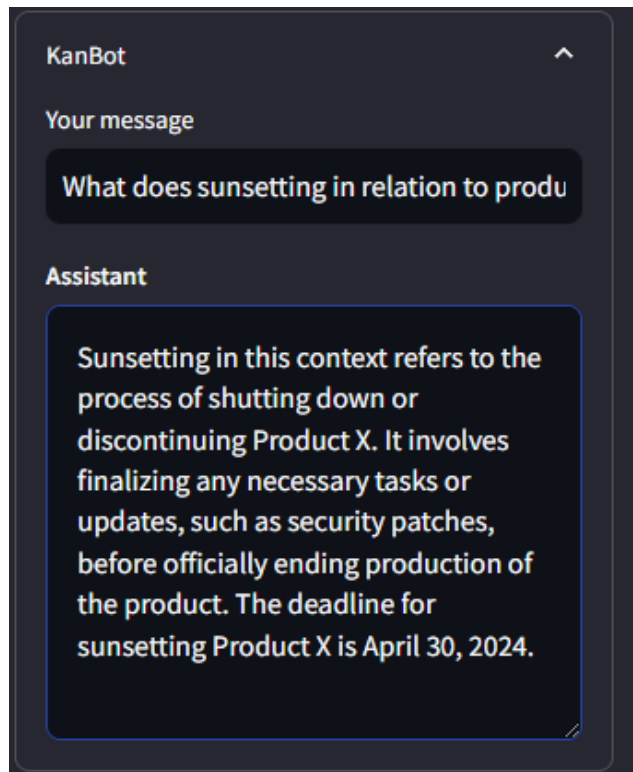 KanBot
Your message
What does sunsetting in relation to produ
Assistant
Sunsetting in this context refers to the
process of shutting down or
discontinuing Product X. It involves
finalizing any necessary tasks or
updates, such as security patches,
before officially ending production of
the product. The deadline for
sunsetting Product X is April 30, 2024.